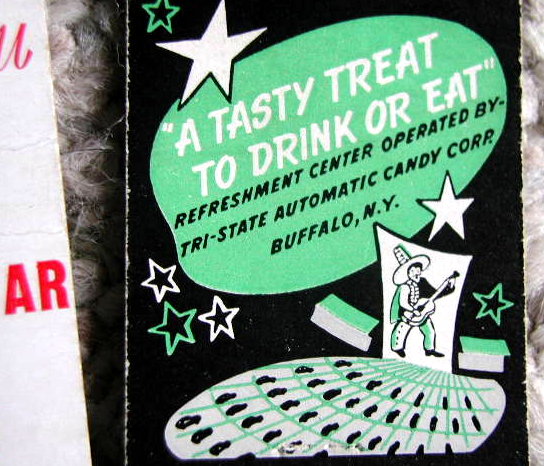 u
AR
"A TASTY TREAT
TO DRINK OR EAT"
REFRESHMENT CENTER OPERATED BY-
TRI-STATE AUTOMATIC CANDY CORP.
BUFFALO, N.Y.